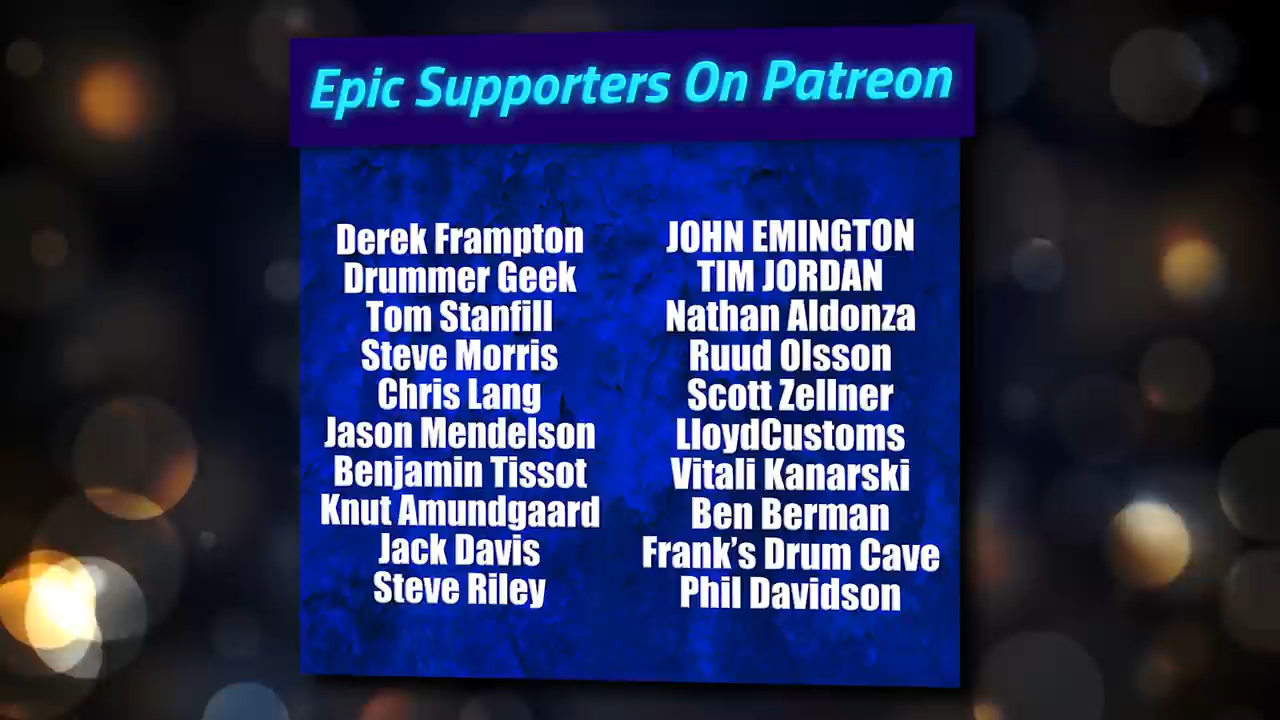 Epic Supporters On Patreon
Derek Frampton
Drummer Geek
Tom Stanfill
Steve Morris
Chris Lang
Jason Mendelson
Benjamin Tissot
Knut Amundgaard
Jack Davis
Steve Riley
JOHN EMINGTON
TIM JORDAN
Nathan Aldonza
Ruud Olsson
Scott Zellner
LloydCustoms
Vitali Kanarski
Ben Berman
Frank’s Drum Cave
Phil Davidson